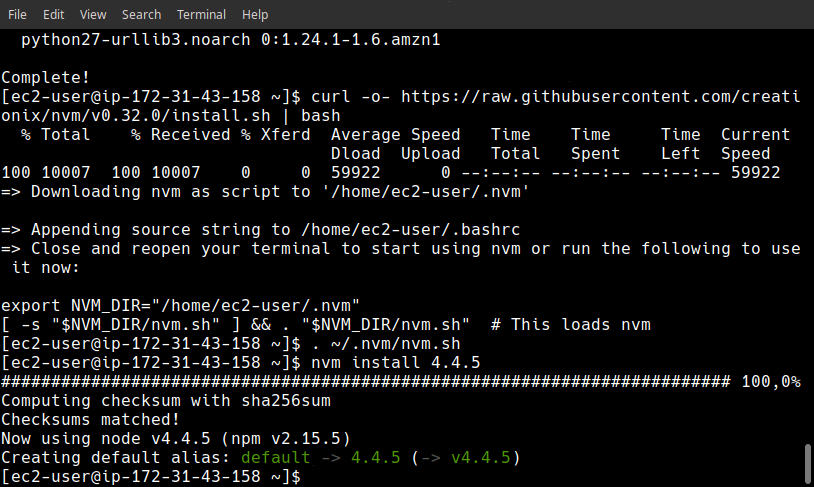 File Edit View Search Terminal Help
python27-urllib3.noarch 0:1.24.1-1.6.amzn1
Complete!
[ec2-user@ip-172-31-43-158 ~]$ curl -o- https://raw.githubusercontent.com/creati
onix/nvm/v0.32.0/install.sh | bash
% Total % Received % Xferd Average Speed Time Time Time Current
Dload Upload Total Spent Left Speed
100 10007 100 10007 0 0 59922 0 --:--:-- --:--:-- --:--:-- 59922
=> Downloading nvm as script to '/home/ec2-user/.nvm'
=> Appending source string to /home/ec2-user/.bashrc
=> Close and reopen your terminal to start using nvm or run the following to use
it now:
export NVM_DIR="/home/ec2-user/.nvm"
[ -s "$NVM_DIR/nvm.sh" ] && . "$NVM_DIR/nvm.sh" # This loads nvm
[ec2-user@ip-172-31-43-158 ~]$ . ~/.nvm/nvm.sh
[ec2-user@ip-172-31-43-158 ~]$ nvm install 4.4.5
######################################################################### 100,0%
Computing checksum with sha256sum
Checksums matched!
Now using node v4.4.5 (npm v2.15.5)
Creating default alias: default -> 4.4.5 (-> v4.4.5)
[ec2-user@ip-172-31-43-158 ~]$